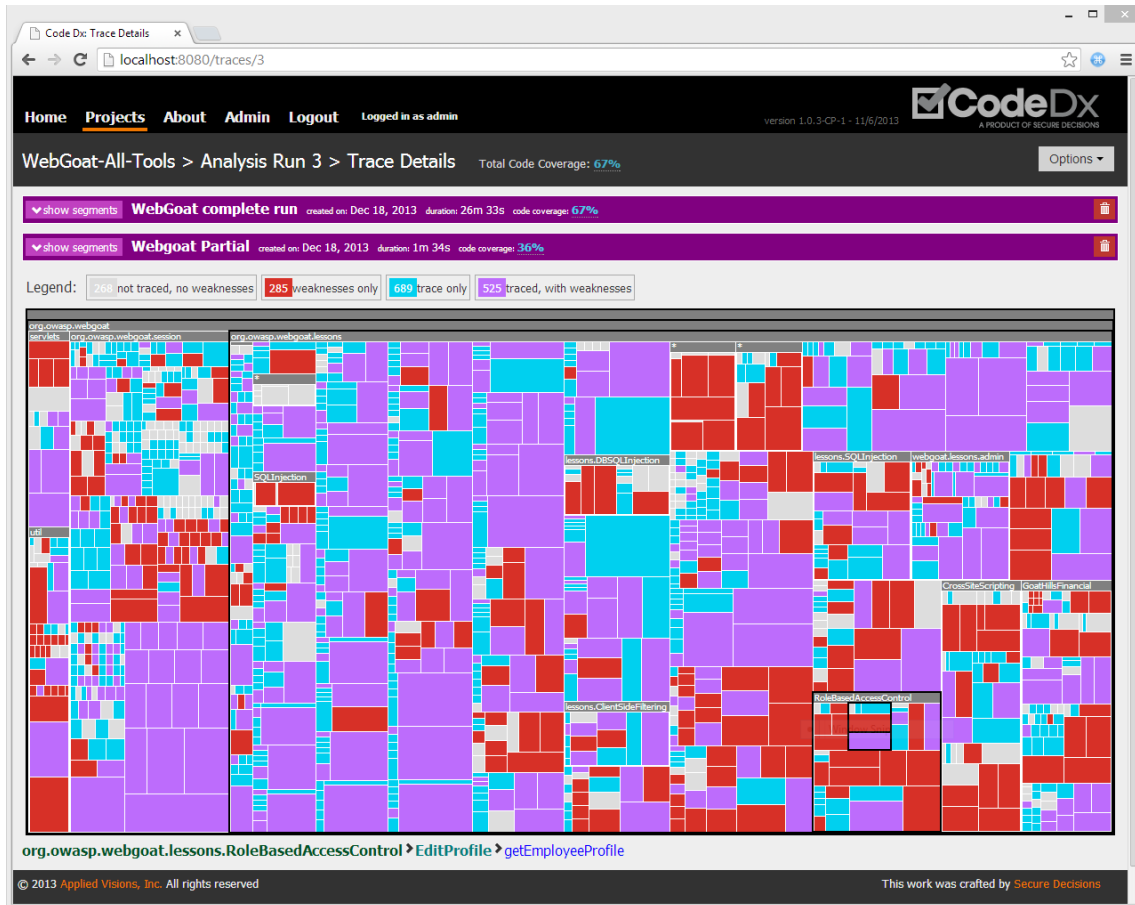 Code Dx: Trace Details
localhost:8080/traces/3
Home Projects About Admin Logout Logged in as admin
version 1.0.3-CP-1 - 11/6/2013
CodeDx
A PRODUCT OF SECURE DECISIONS
WebGoat-All-Tools > Analysis Run 3 > Trace Details Total Code Coverage: 67%
Options
show segments WebGoat complete run created on: Dec 18, 2013 duration: 26m 33s code coverage: 67%
show segments Webgoat Partial created on: Dec 18, 2013 duration: 1m 34s code coverage: 36%
Legend: 268 not traced, no weaknesses 285 weaknesses only 689 trace only 525 traced, with weaknesses
org.owasp.webgoat
servlets org.owasp.webgoat.session org.owasp.webgoat.lessons
* *
*
lessons.DBSQLInjection lessons.SQLInjection webgoat.lessons.admin
SQLInjection
util
CrossSiteScripting GoatHillsFinancial
RoleBasedAccessControl
lessons.ClientSideFiltering
org.owasp.webgoat.lessons.RoleBasedAccessControl > EditProfile > getEmployeeProfile
© 2013 Applied Visions, Inc. All rights reserved This work was crafted by Secure Decisions